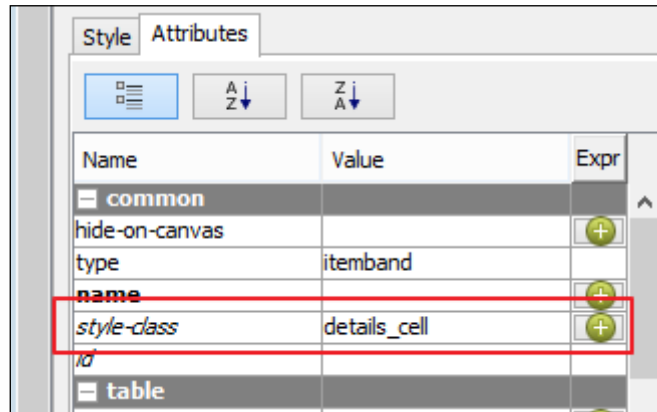 Style Attributes
A Z
Z A
Name Value Expr
common
hide-on-canvas
type itemband
name
style-class details_cell
id
table